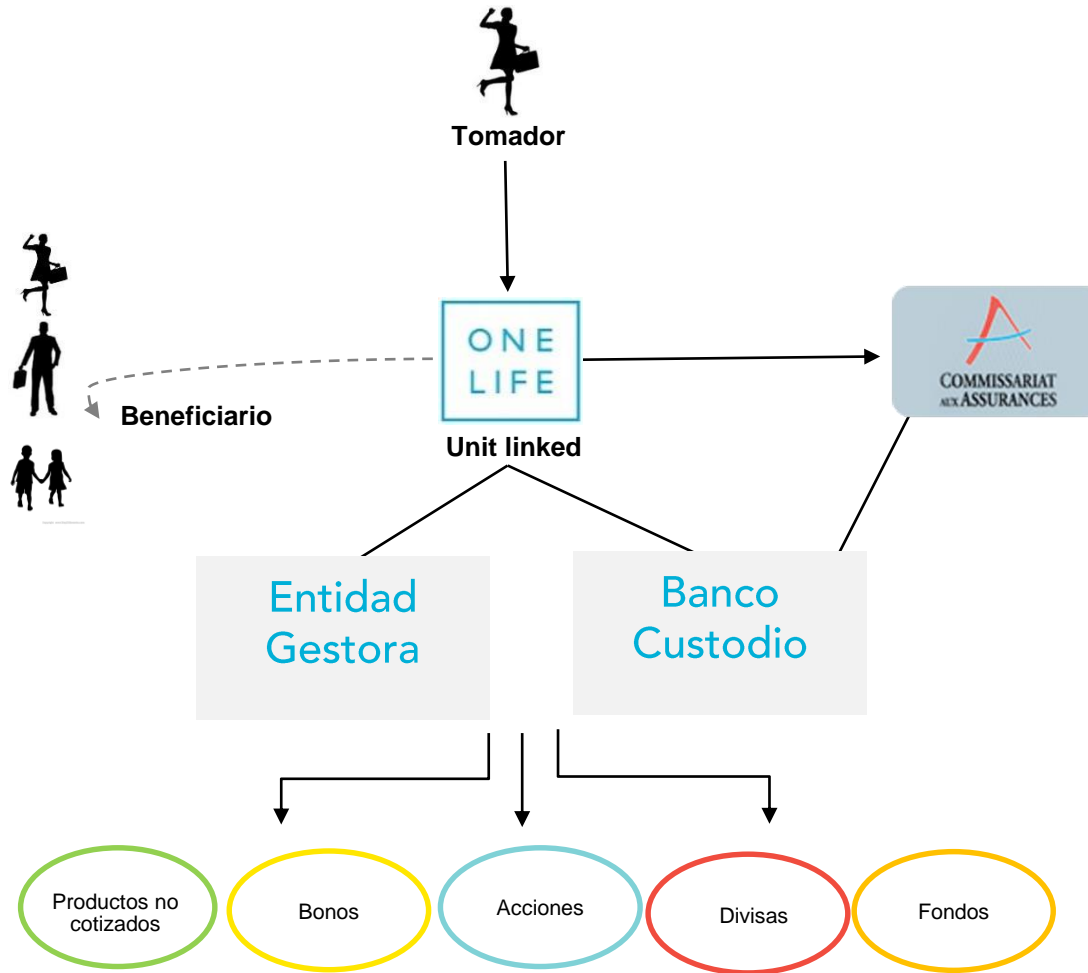 Tomador
ONE
LIFE
COMMISSARIAT
AUX ASSURANCES
Beneficiario
Unit linked
Entidad
Gestora
Banco
Custodio
Productos no
cotizados
Bonos
Acciones
Divisas
Fondos